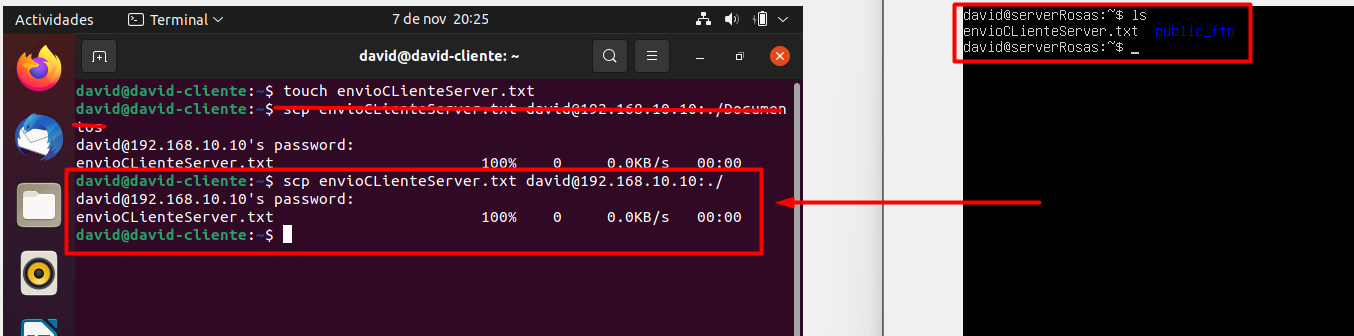 Actividades
Terminal
7 de nov 20:25
david@david-cliente: ~
david@david-cliente:~$ touch envioCLienteServer.txt
david@david-cliente:~$ scp envioCLienteServer.txt david@192.168.10.10:./Documen
tos
david@192.168.10.10's password:
envioCLienteServer.txt 100% 0 0.0KB/s 00:00
david@david-cliente:~$ scp envioCLienteServer.txt david@192.168.10.10:./
david@192.168.10.10's password:
envioCLienteServer.txt 100% 0 0.0KB/s 00:00
david@david-cliente:~$
david@serverRosas:~$ ls
envioCLienteServer.txt public_ftp
david@serverRosas:~$ _